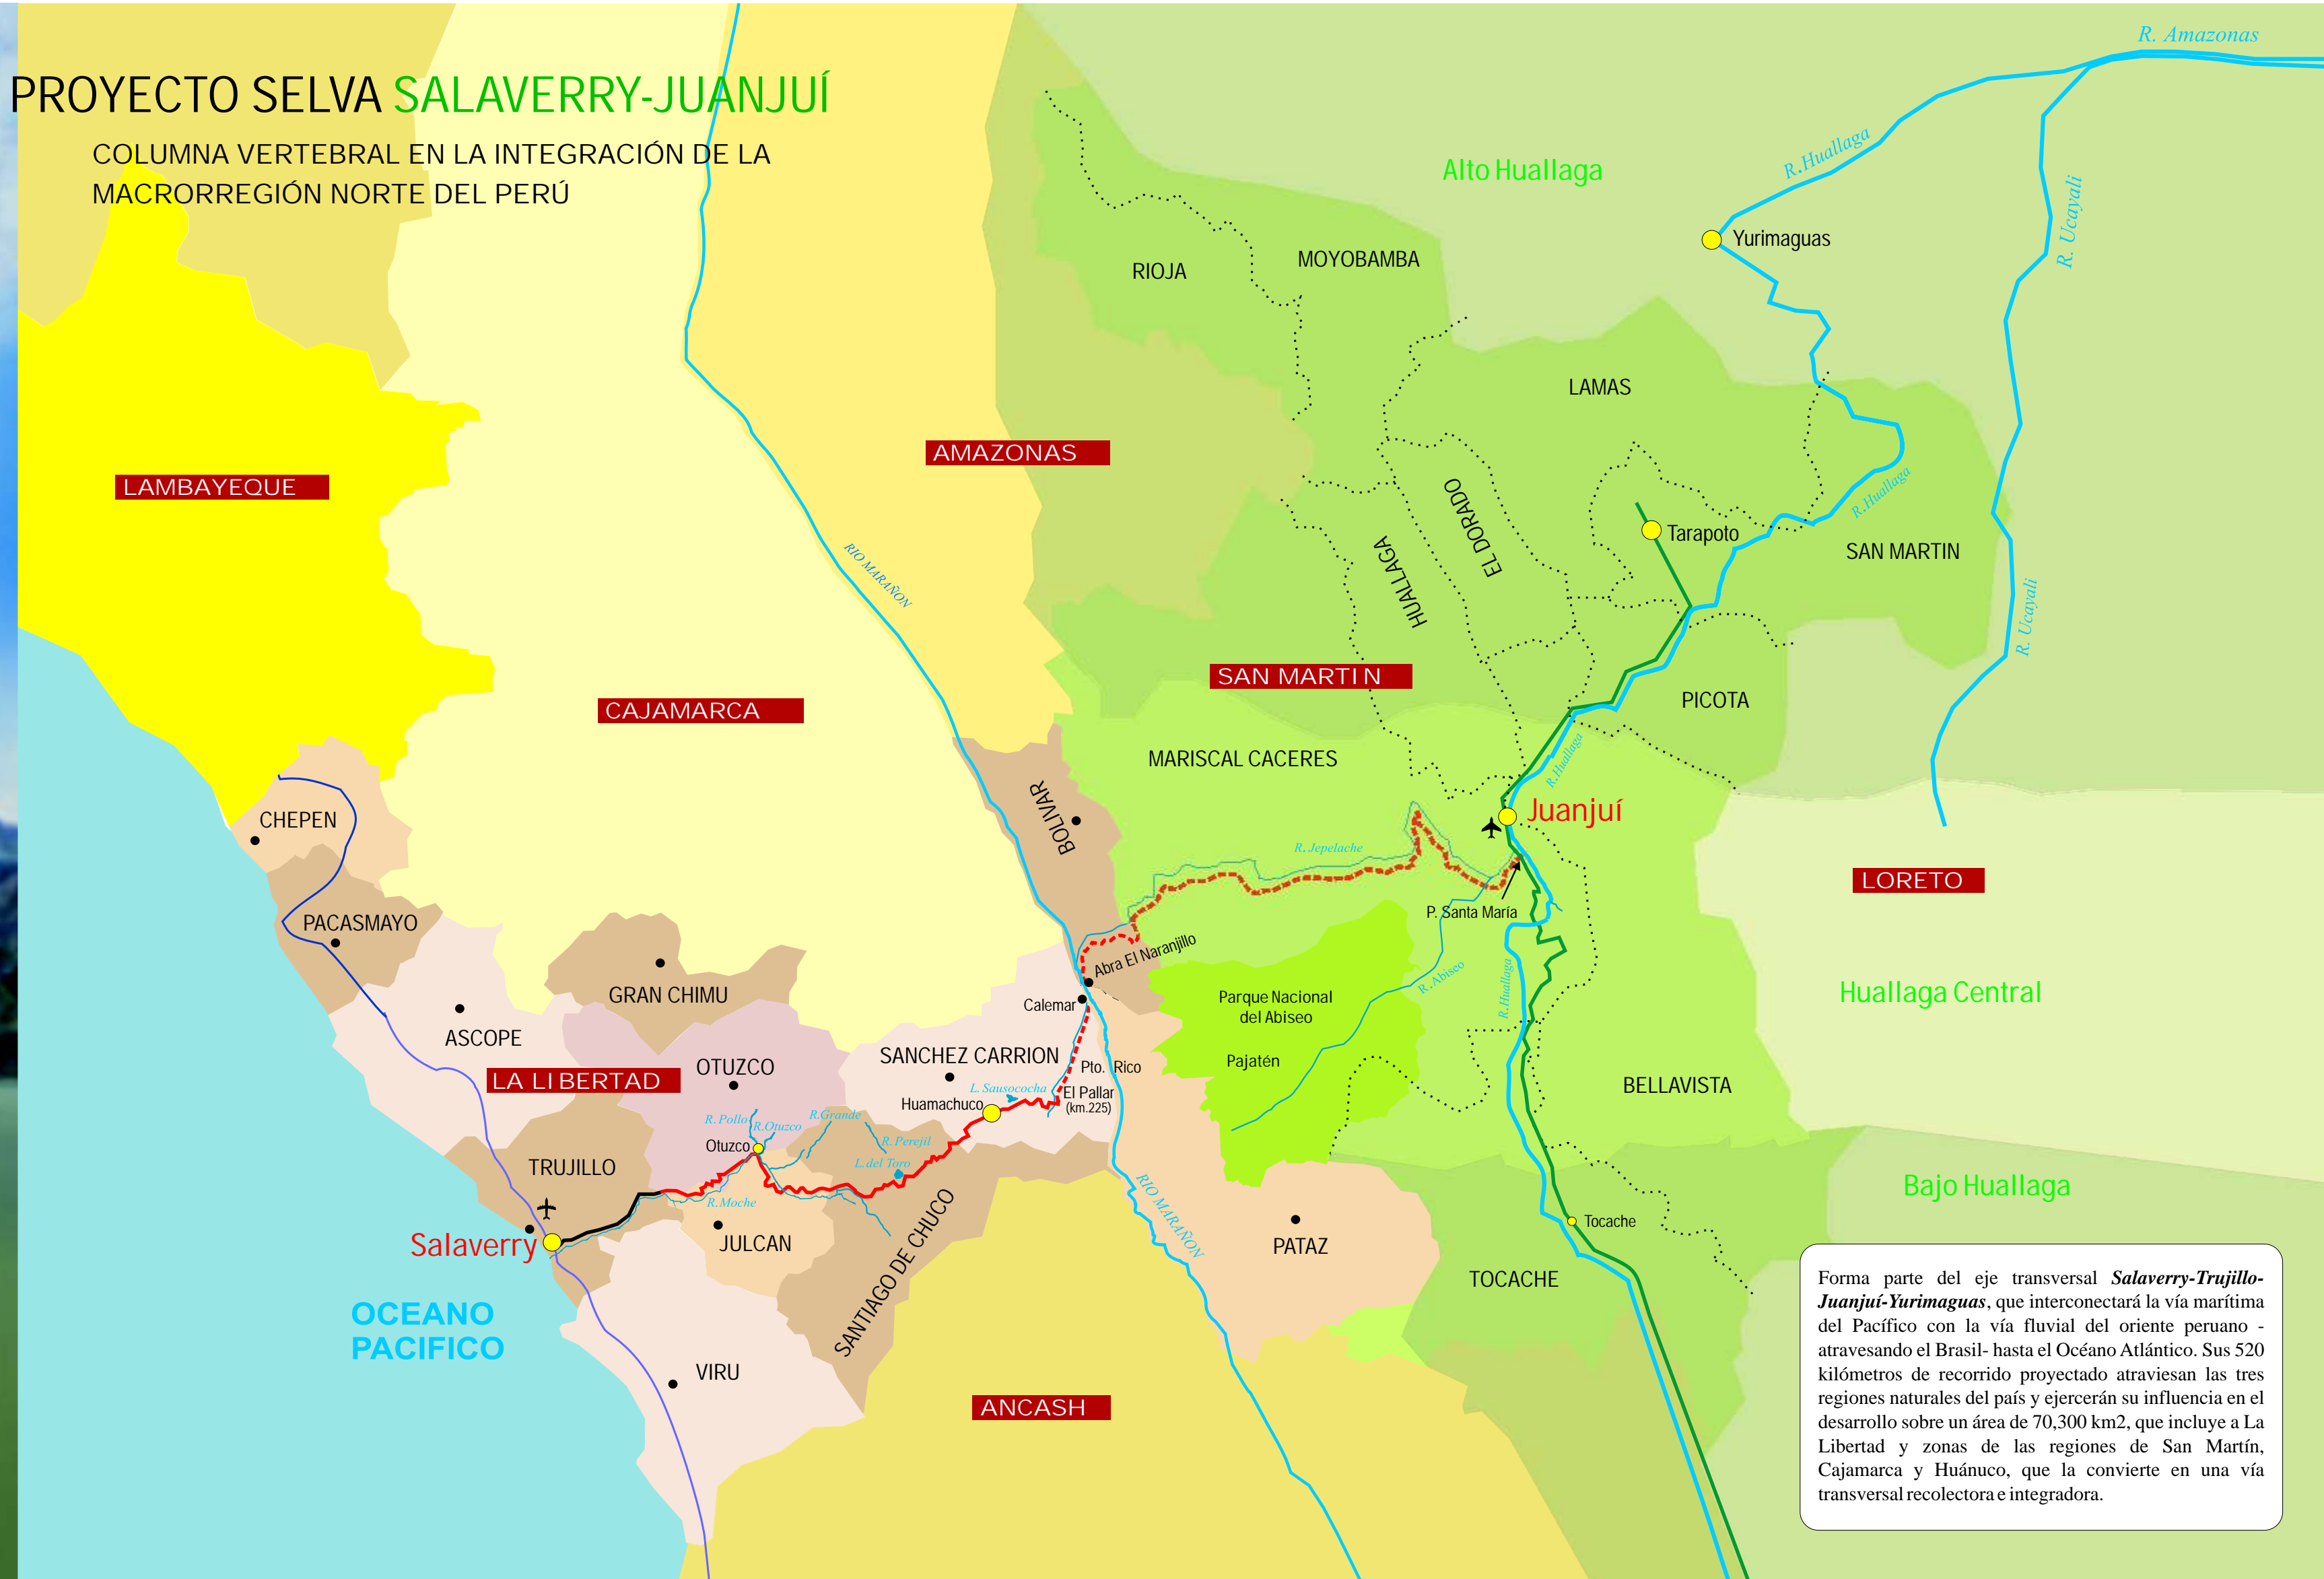 PROYECTO SELVA SALAVERRY-JUANJUÍ
COLUMNA VERTEBRAL EN LA INTEGRACIÓN DE LA
MACRORREGIÓN NORTE DEL PERÚ
R. Amazonas
R.Huallaga
Alto Huallaga
R. Ucayali
Yurimaguas
MOYOBAMBA
RIOJA
LAMAS
AMAZONAS
LAMBAYEQUE
R.Huallaga
EL DORADO
Tarapoto
SAN MARTIN
HUALLAGA
RIO MARAÑON
R. Ucayali
SAN MARTIN
PICOTA
CAJAMARCA
MARISCAL CACERES
R.Huallaga
BOLIVAR
Juanjuí
CHEPEN
R. Jepelache
LORETO
P. Santa María
PACASMAYO
Abra El Naranjillo
R. Abiseo
R.Huallaga
GRAN CHIMU
Parque Nacional
del Abiseo
Huallaga Central
Calemar
ASCOPE
SANCHEZ CARRION
OTUZCO
Pto. Rico
Pajatén
LA LIBERTAD
L. Sausococha
El Pallar
(km.225)
BELLAVISTA
Huamachuco
R. Pollo
R.Otuzco
R.Grande
R. Perejil
Otuzco
L.del Toro
TRUJILLO
R. Moche
Bajo Huallaga
RIO MARAÑON
SANTIAGO DE CHUCO
Tocache
Salaverry
JULCAN
PATAZ
TOCACHE
OCEANO
PACIFICO
VIRU
ANCASH
Forma parte del eje transversal Salaverry-Trujillo-
Juanjuí-Yurimaguas, que interconectará la vía marítima
del Pacífico con la vía fluvial del oriente peruano -
atravesando el Brasil- hasta el Océano Atlántico. Sus 520
kilómetros de recorrido proyectado atraviesan las tres
regiones naturales del país y ejercerán su influencia en el
desarrollo sobre un área de 70,300 km2, que incluye a La
Libertad y zonas de las regiones de San Martín,
Cajamarca y Huánuco, que la convierte en una vía
transversal recolectora e integradora.